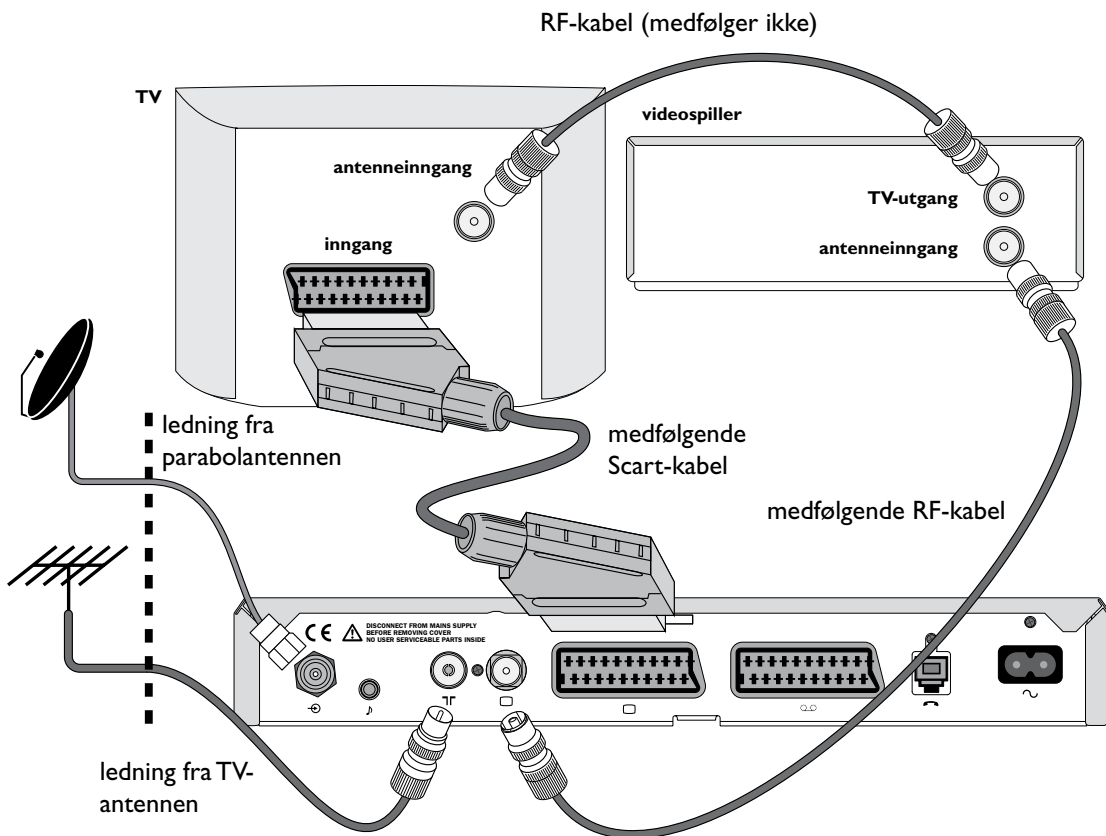 RF-kabel (medfølger ikke)
TV
videospiller
antenneinngang
TV-utgang
inngang
antenneinngang
ledning fra
parabolantennen
medfølgende
Scart-kabel
medfølgende RF-kabel
CE
DISCONNECT FROM MAINS SUPPLY
BEFORE REMOVING COVER
NO USER SERVICEABLE PARTS INSIDE
ledning fra TV-
antennen